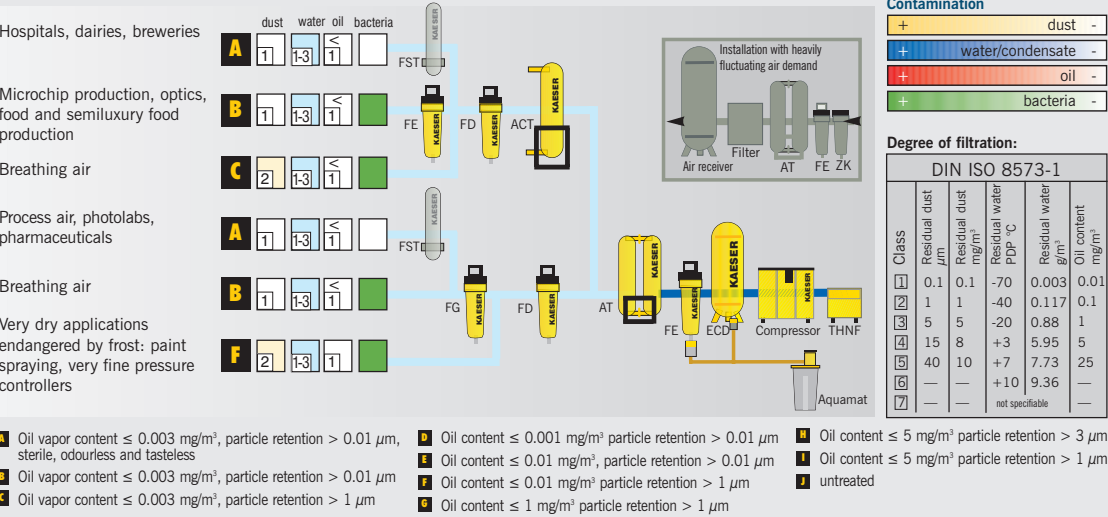 Hospitals, dairies, breweries
dust water oil bacteria
A 1 1-3 < 1
FST
KAESER
Microchip production, optics,
food and semiluxury food
production
B 1 1-3 < 1
FE KAESER FD KAESER ACT KAESER
Breathing air
C 2 1-3 < 1
Process air, photolabs,
pharmaceuticals
A 1 1-3 < 1
FST
KAESER
Breathing air
B 1 1-3 < 1
FG KAESER FD KAESER AT KAESER
FE KAESER ECD KAESER Compressor KAESER THNF
Very dry applications
endangered by frost: paint
spraying, very fine pressure
controllers
F 2 1-3 1
Aquamat
Installation with heavily
fluctuating air demand
Air receiver
Filter
AT FE ZK
Contamination
+ dust -
+ water/condensate -
+ oil -
+ bacteria -
Degree of filtration:
DIN ISO 8573-1
Class Residual dust µm Residual dust mg/m³ Residual water PDP °C Residual water g/m³ Oil content mg/m³
1 0.1 0.1 -70 0.003 0.01
2 1 1 -40 0.117 0.1
3 5 5 -20 0.88 1
4 15 8 +3 5.95 5
5 40 10 +7 7.73 25
6 — — +10 9.36 —
7 — — not specifiable —
A Oil vapor content ≤ 0.003 mg/m³, particle retention > 0.01 µm,
sterile, odourless and tasteless
B Oil vapor content ≤ 0.003 mg/m³, particle retention > 0.01 µm
C Oil vapor content ≤ 0.003 mg/m³, particle retention > 1 µm
D Oil content ≤ 0.001 mg/m³ particle retention > 0.01 µm
E Oil content ≤ 0.01 mg/m³, particle retention > 0.01 µm
F Oil content ≤ 0.01 mg/m³ particle retention > 1 µm
G Oil content ≤ 1 mg/m³ particle retention > 1 µm
H Oil content ≤ 5 mg/m³ particle retention > 3 µm
I Oil content ≤ 5 mg/m³ particle retention > 1 µm
J untreated